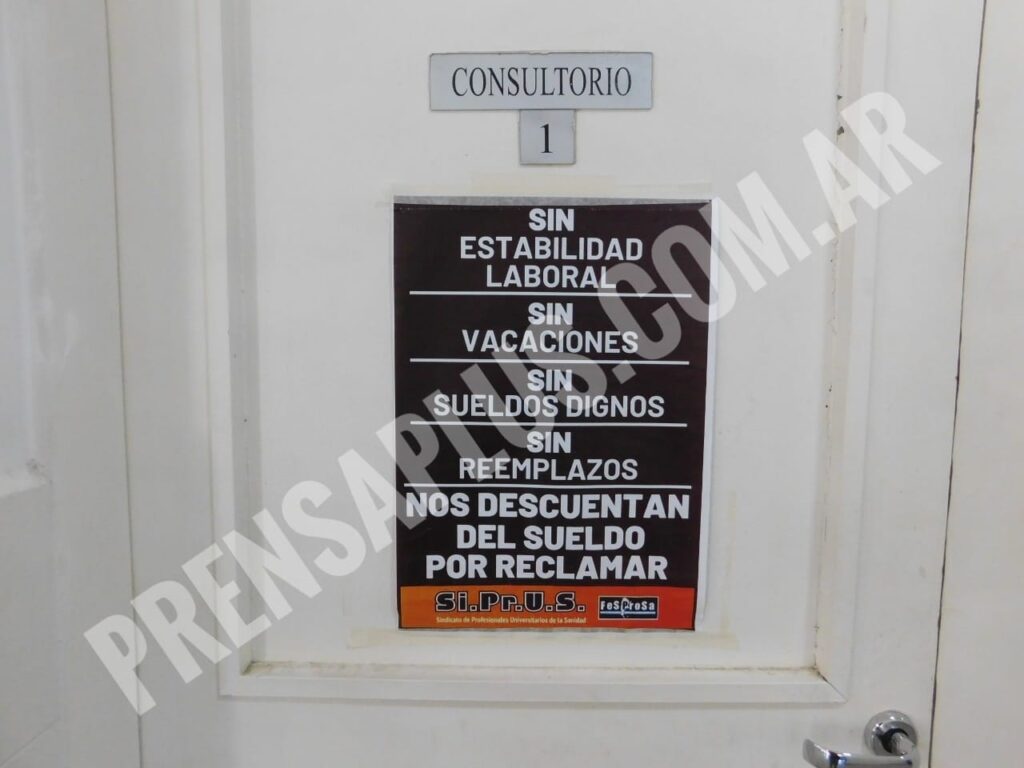 CONSULTORIO
1
SIN
ESTABILIDAD
LABORAL
SIN
VACACIONES
SIN
SUELDOS DIGNOS
SIN
REEMPLAZOS
NOS DESCUENTAN
DEL SUELDO
POR RECLAMAR
Si.Pr.U.S.
Sindicato de Profesionales Universitarios de la Sanidad
FeSProSa
PRENSAPLUS.COM.AR